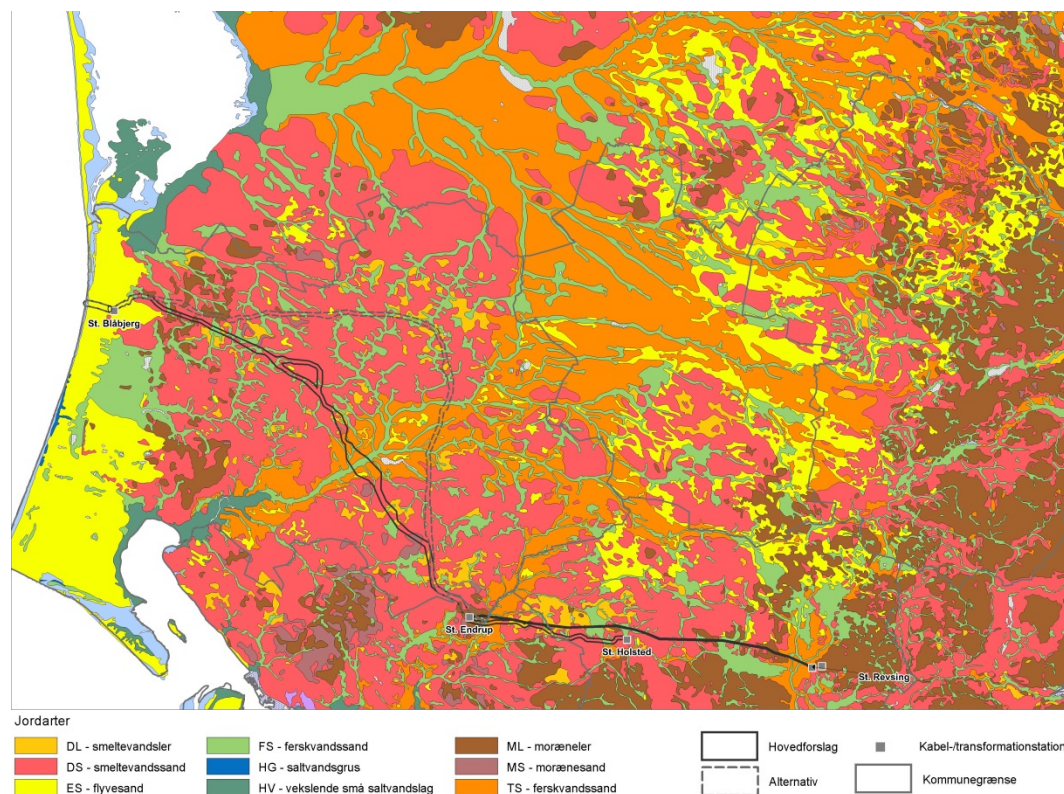 St. Blåbjerg
St. Endrup
St. Holsted
St. Revsing
Jordarter
DL - smeltevandsler
DS - smeltevandssand
ES - flyvesand
FS - ferskvandssand
HG - saltvandsgrus
HV - vekslende små saltvandslag
ML - moræneler
MS - morænesand
TS - ferskvandssand
Hovedforslag
Alternativ
Kabel-/transformationstation
Kommunegrænse